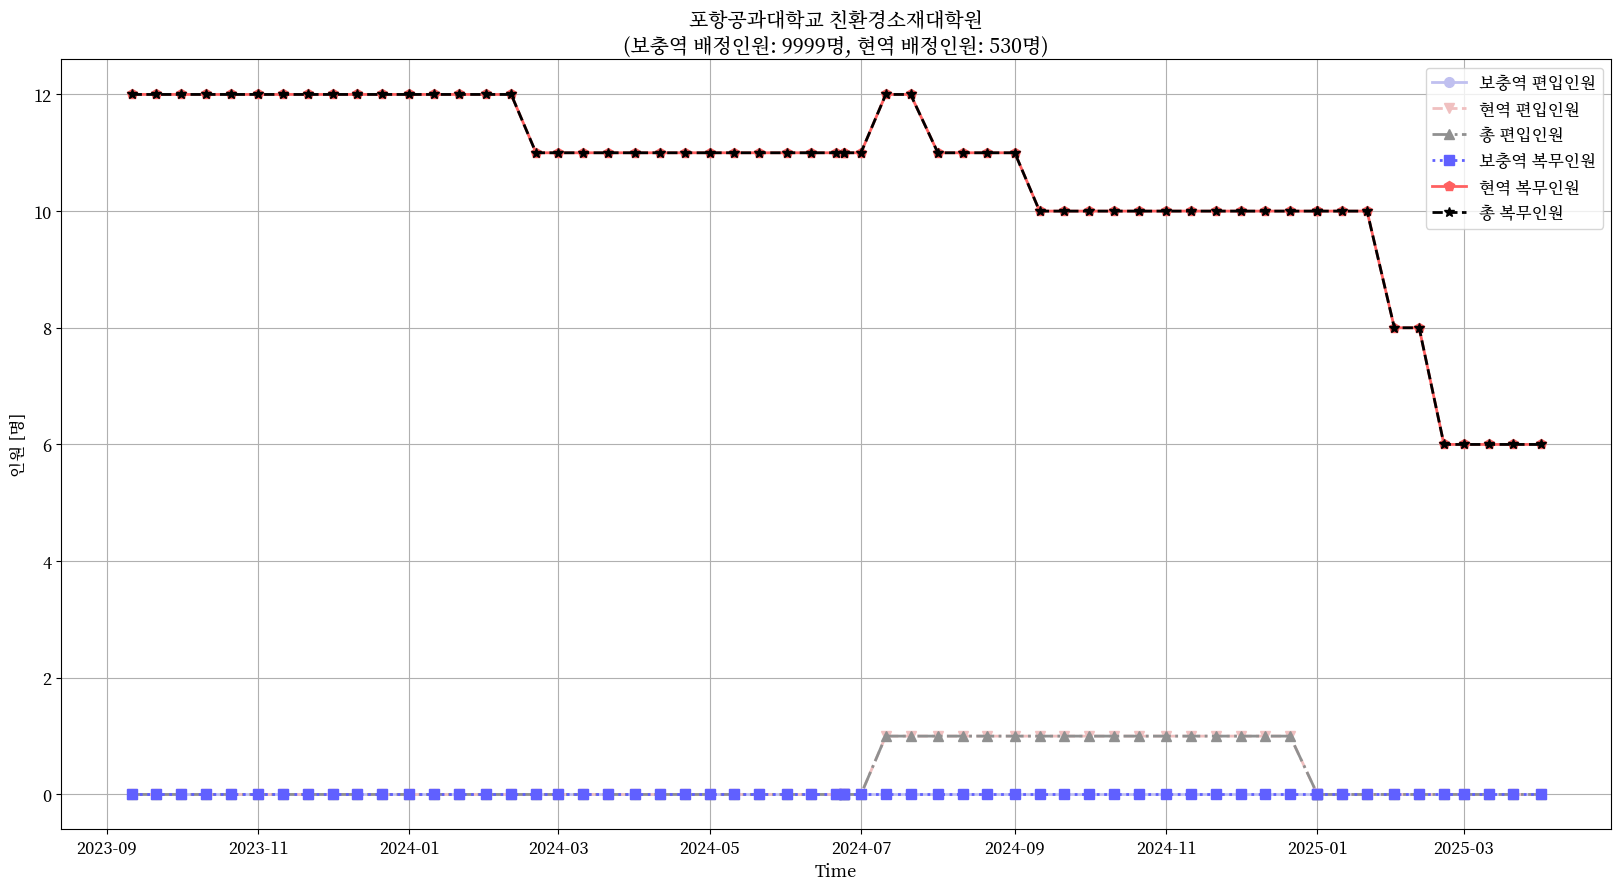 포항공과대학교 친환경소재대학원
(보충역 배정인원: 9999명, 현역 배정인원: 530명)
보충역 편입인원
현역 편입인원
총 편입인원
보충역 복무인원
현역 복무인원
총 복무인원
인원 [명]
12
10
8
6
4
2
0
2023-09
2023-11
2024-01
2024-03
2024-05
2024-07
2024-09
2024-11
2025-01
2025-03
Time